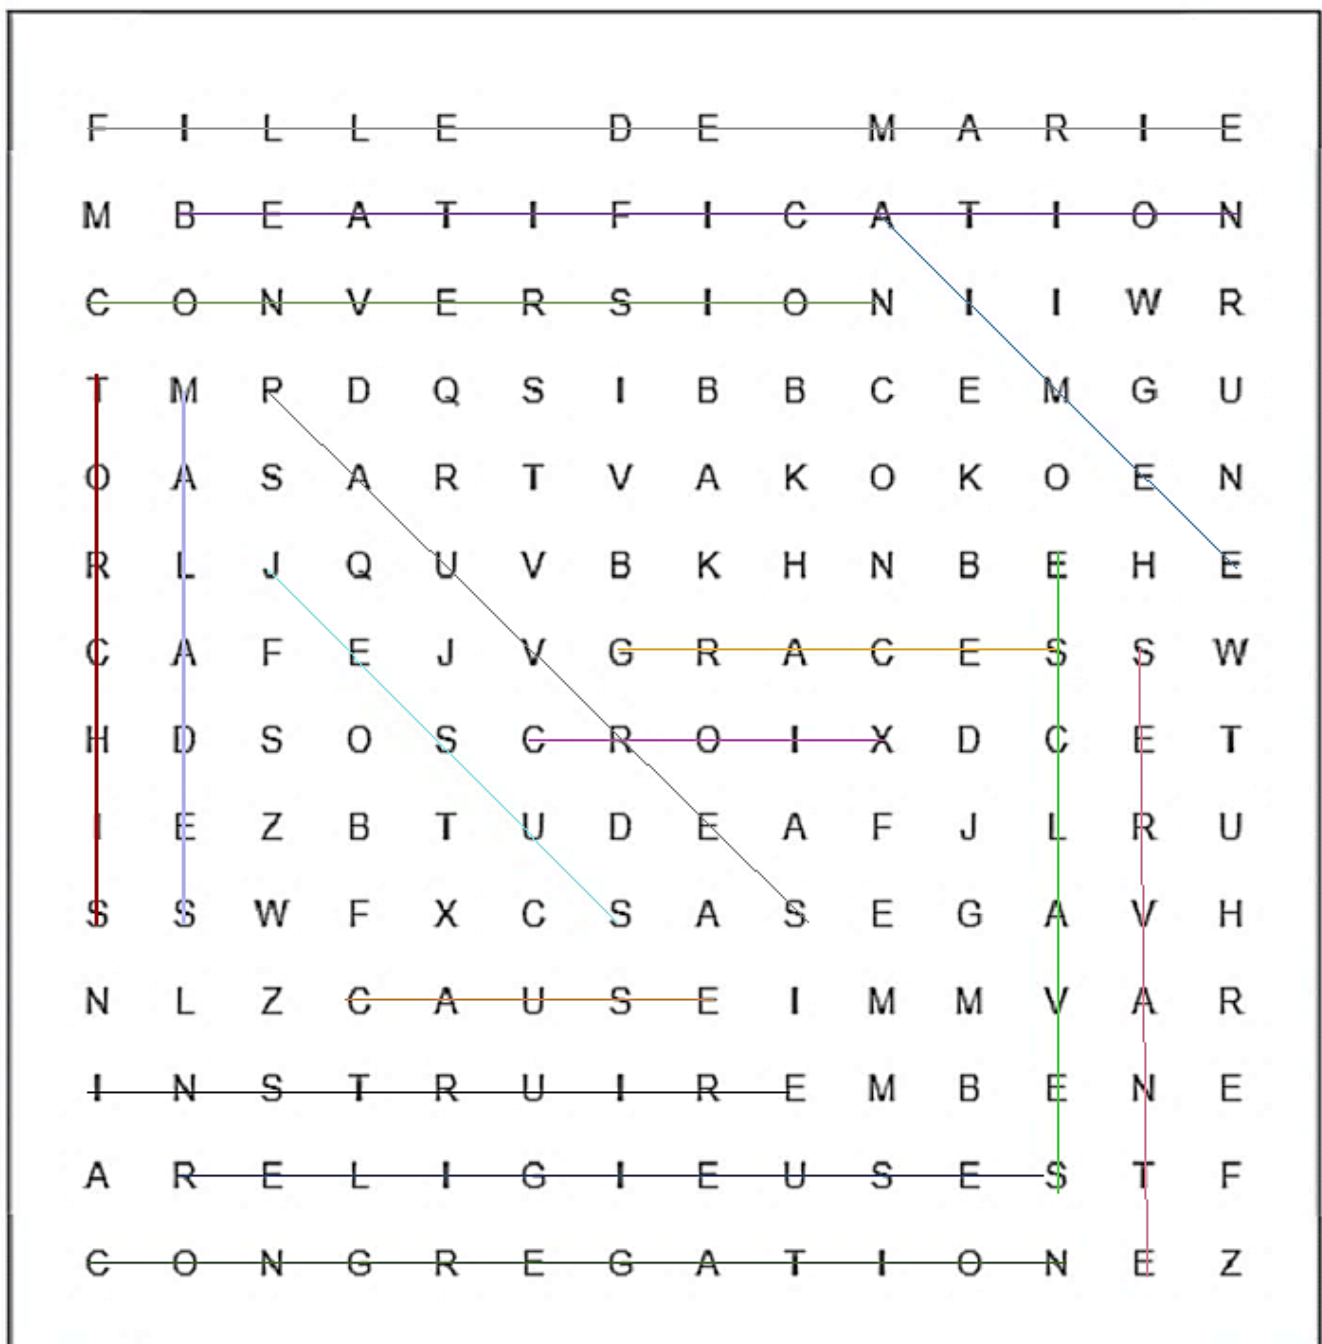 F I L L E   D E   M A R I E
M B E A T I F I C A T I O N
C O N V E R S I O N I I W R
T M P D Q S I B B C E M G U
O A S A R T V A K O K O E N
R L J Q U V B K H N B E H E
C A F E J V G R A C E S S W
H D S O S C R O I X D C E T
I E Z B T U D E A F J L R U
S S W F X C S A S E G A V H
N L Z C A U S E I M M V A R
I N S T R U I R E M B E N E
A R E L I G I E U S E S T F
C O N G R E G A T I O N E Z